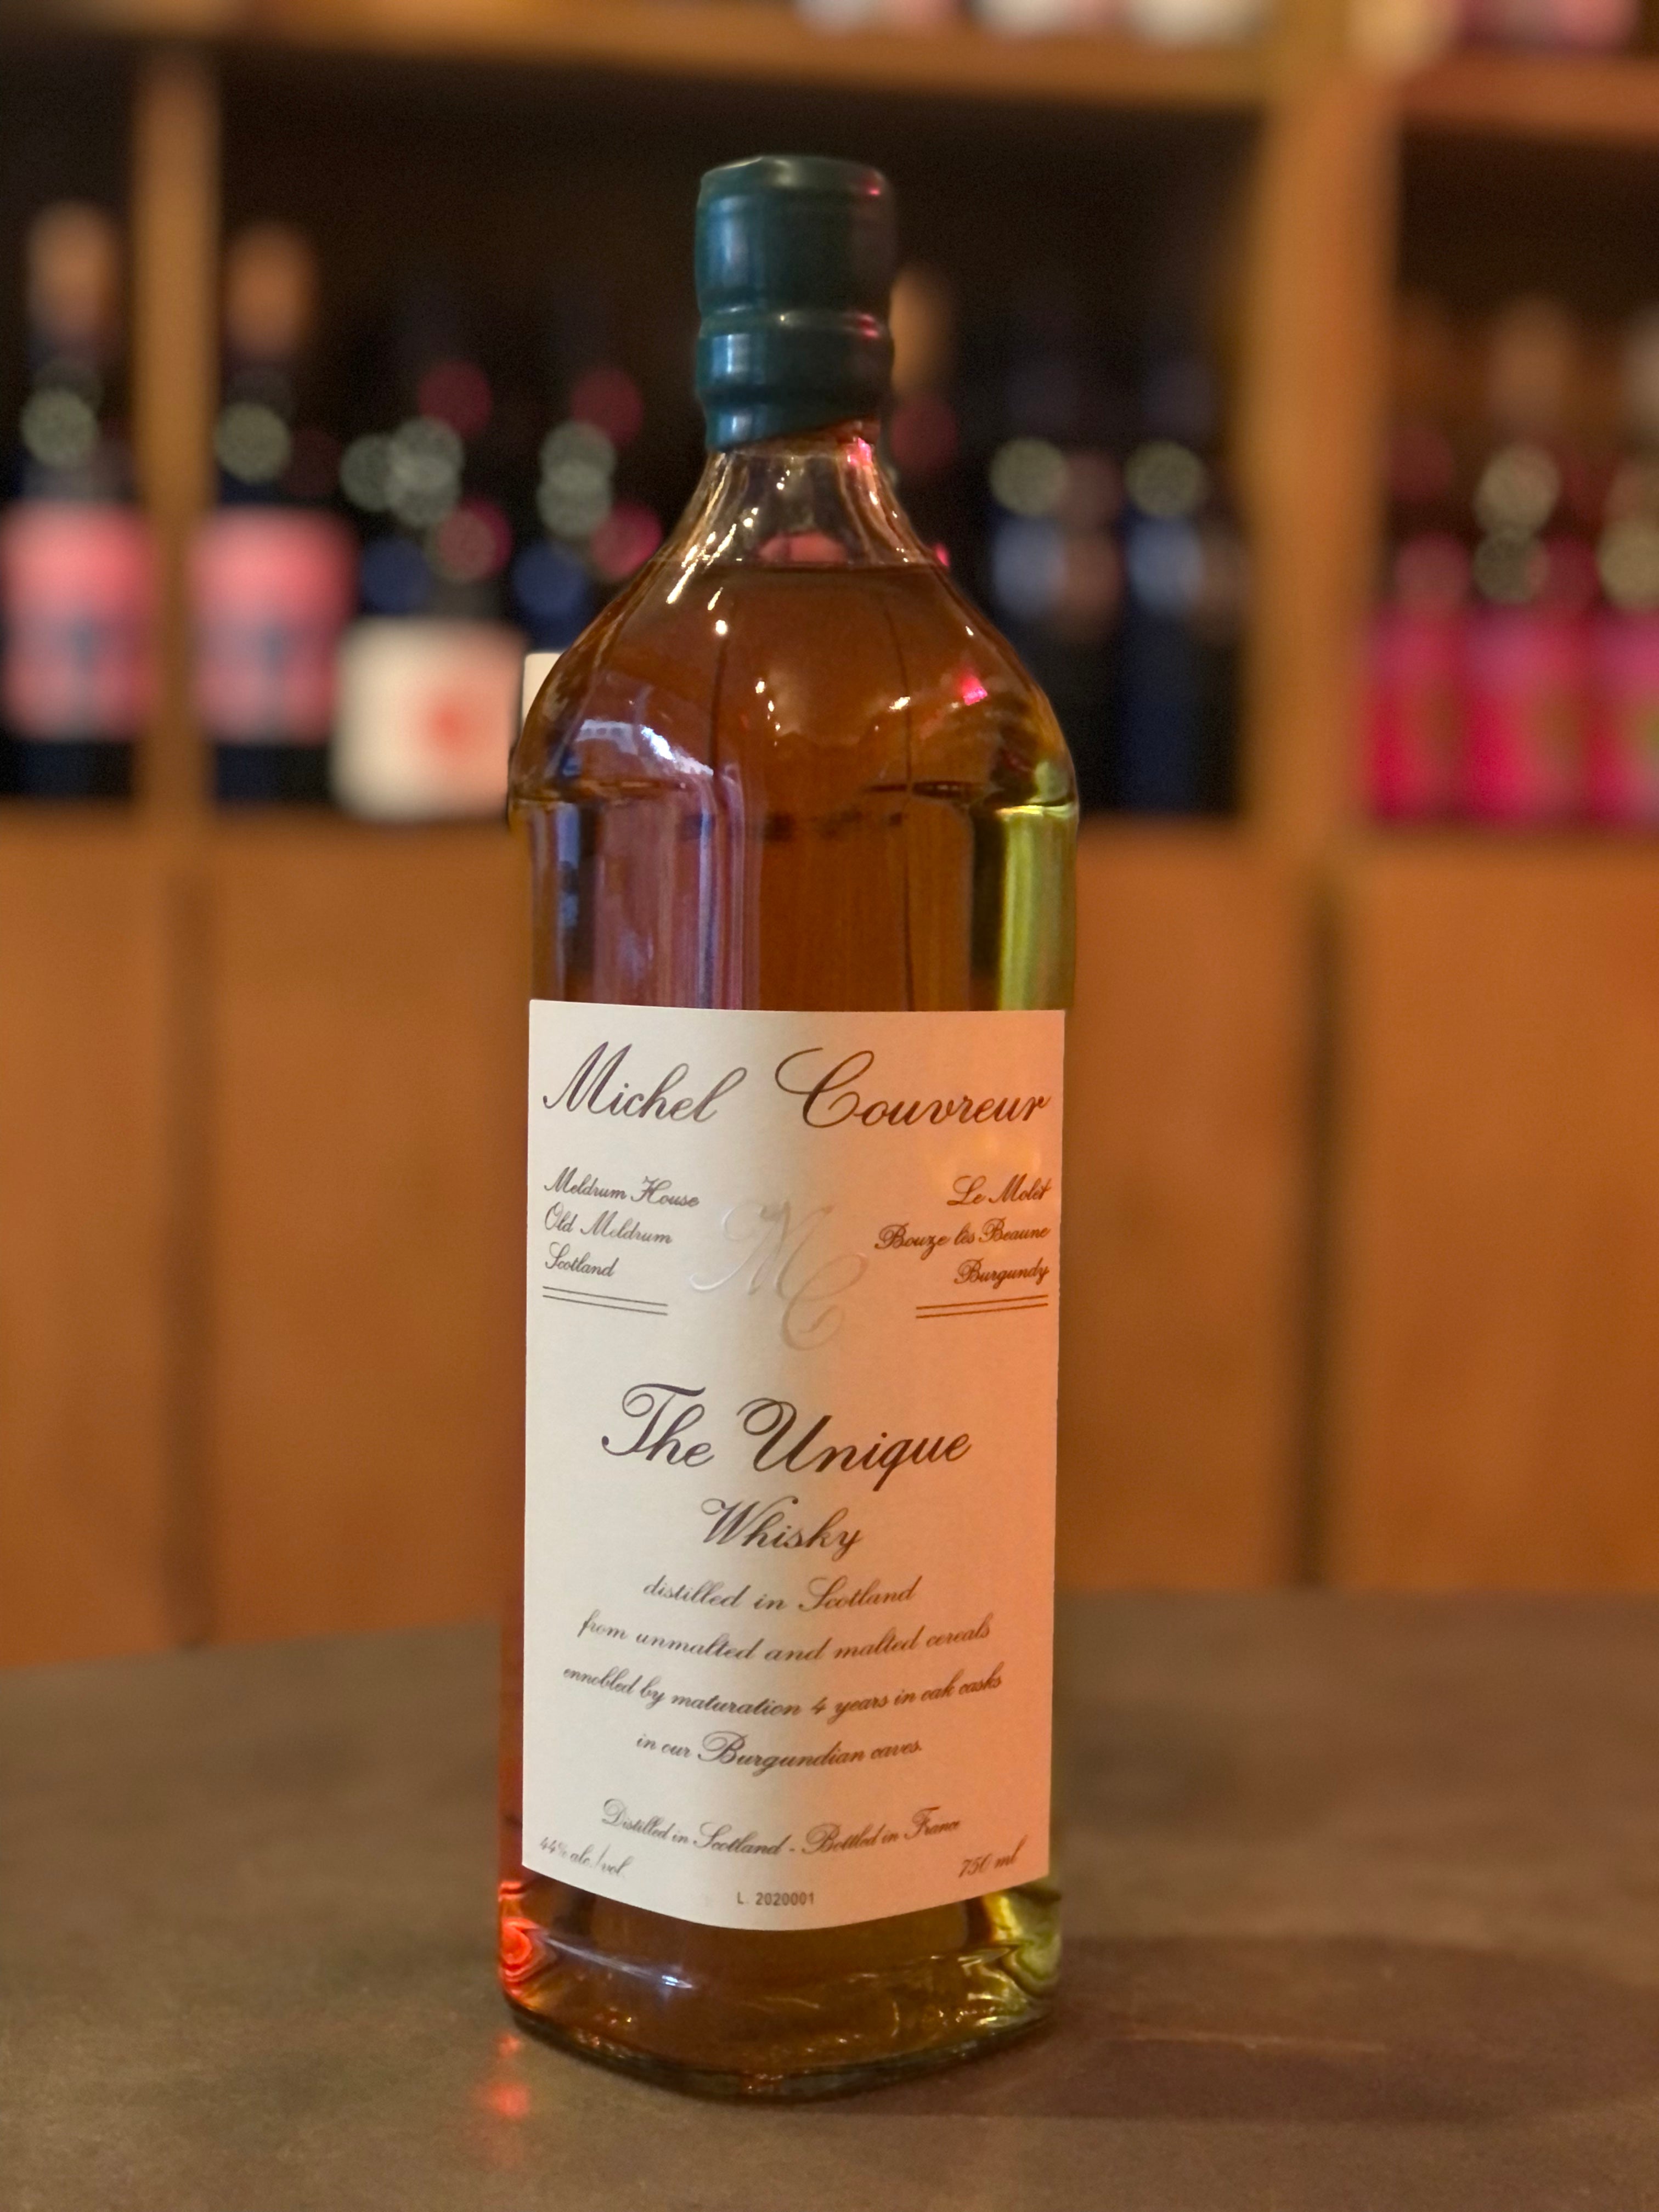 Michel Couvreur
Meldrum House
Old Meldrum
Scotland
Le Molet
Bouze lès Beaune
Burgundy
MC
The Unique
Whisky
distilled in Scotland
from unmalted and malted cereals
ennobled by maturation 4 years in oak casks
in our Burgundian caves.
Distilled in Scotland - Bottled in France
44% alc./vol.
750 ml
L. 2020001